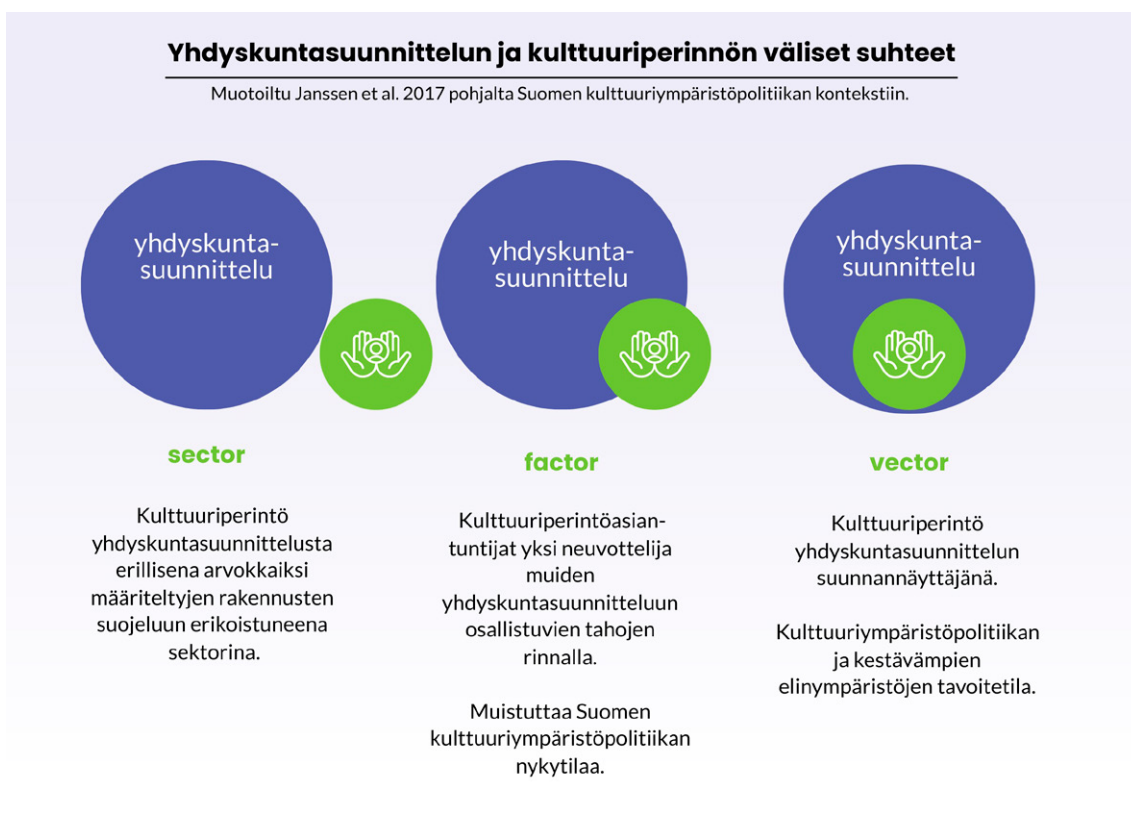 Yhdyskuntasuunnittelun ja kulttuuriperinnön väliset suhteet
Muotoiltu Janssen et al. 2017 pohjalta Suomen kulttuuriympäristöpolitiikan kontekstiin.
yhdyskunta-
suunnittelu
sector
Kulttuuriperintö
yhdyskuntasuunnittelusta
erillisena arvokkaiksi
määriteltyjen rakennusten
suojeluun erikoistuneena
sektorina.
yhdyskunta-
suunnittelu
factor
Kulttuuriperintöasian-
tuntijat yksi neuvottelija
muiden
yhdyskuntasuunnitteluun
osallistuvien tahojen
rinnalla.
Muistuttaa Suomen
kulttuuriympäristöpolitiikan
nykytilaa.
yhdyskunta-
suunnittelu
vector
Kulttuuriperintö
yhdyskuntasuunnittelun
suunnannäyttäjänä.
Kulttuuriympäristöpolitiikan
ja kestävämpien
elinympäristöjen tavoitetila.